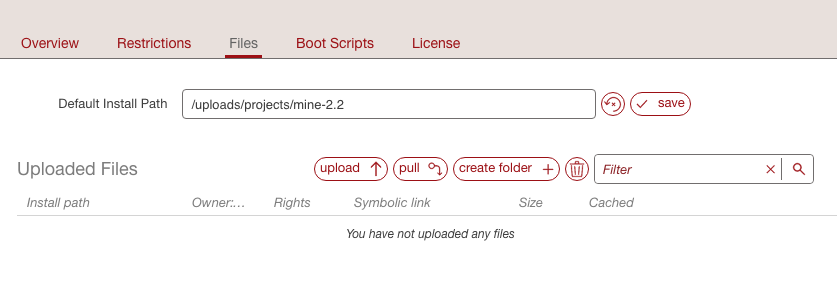 Overview Restrictions Files Boot Scripts License
Default Install Path /uploads/projects/mine-2.2 save
Uploaded Files upload pull create folder Filter
Install path Owner:... Rights Symbolic link Size Cached
You have not uploaded any files